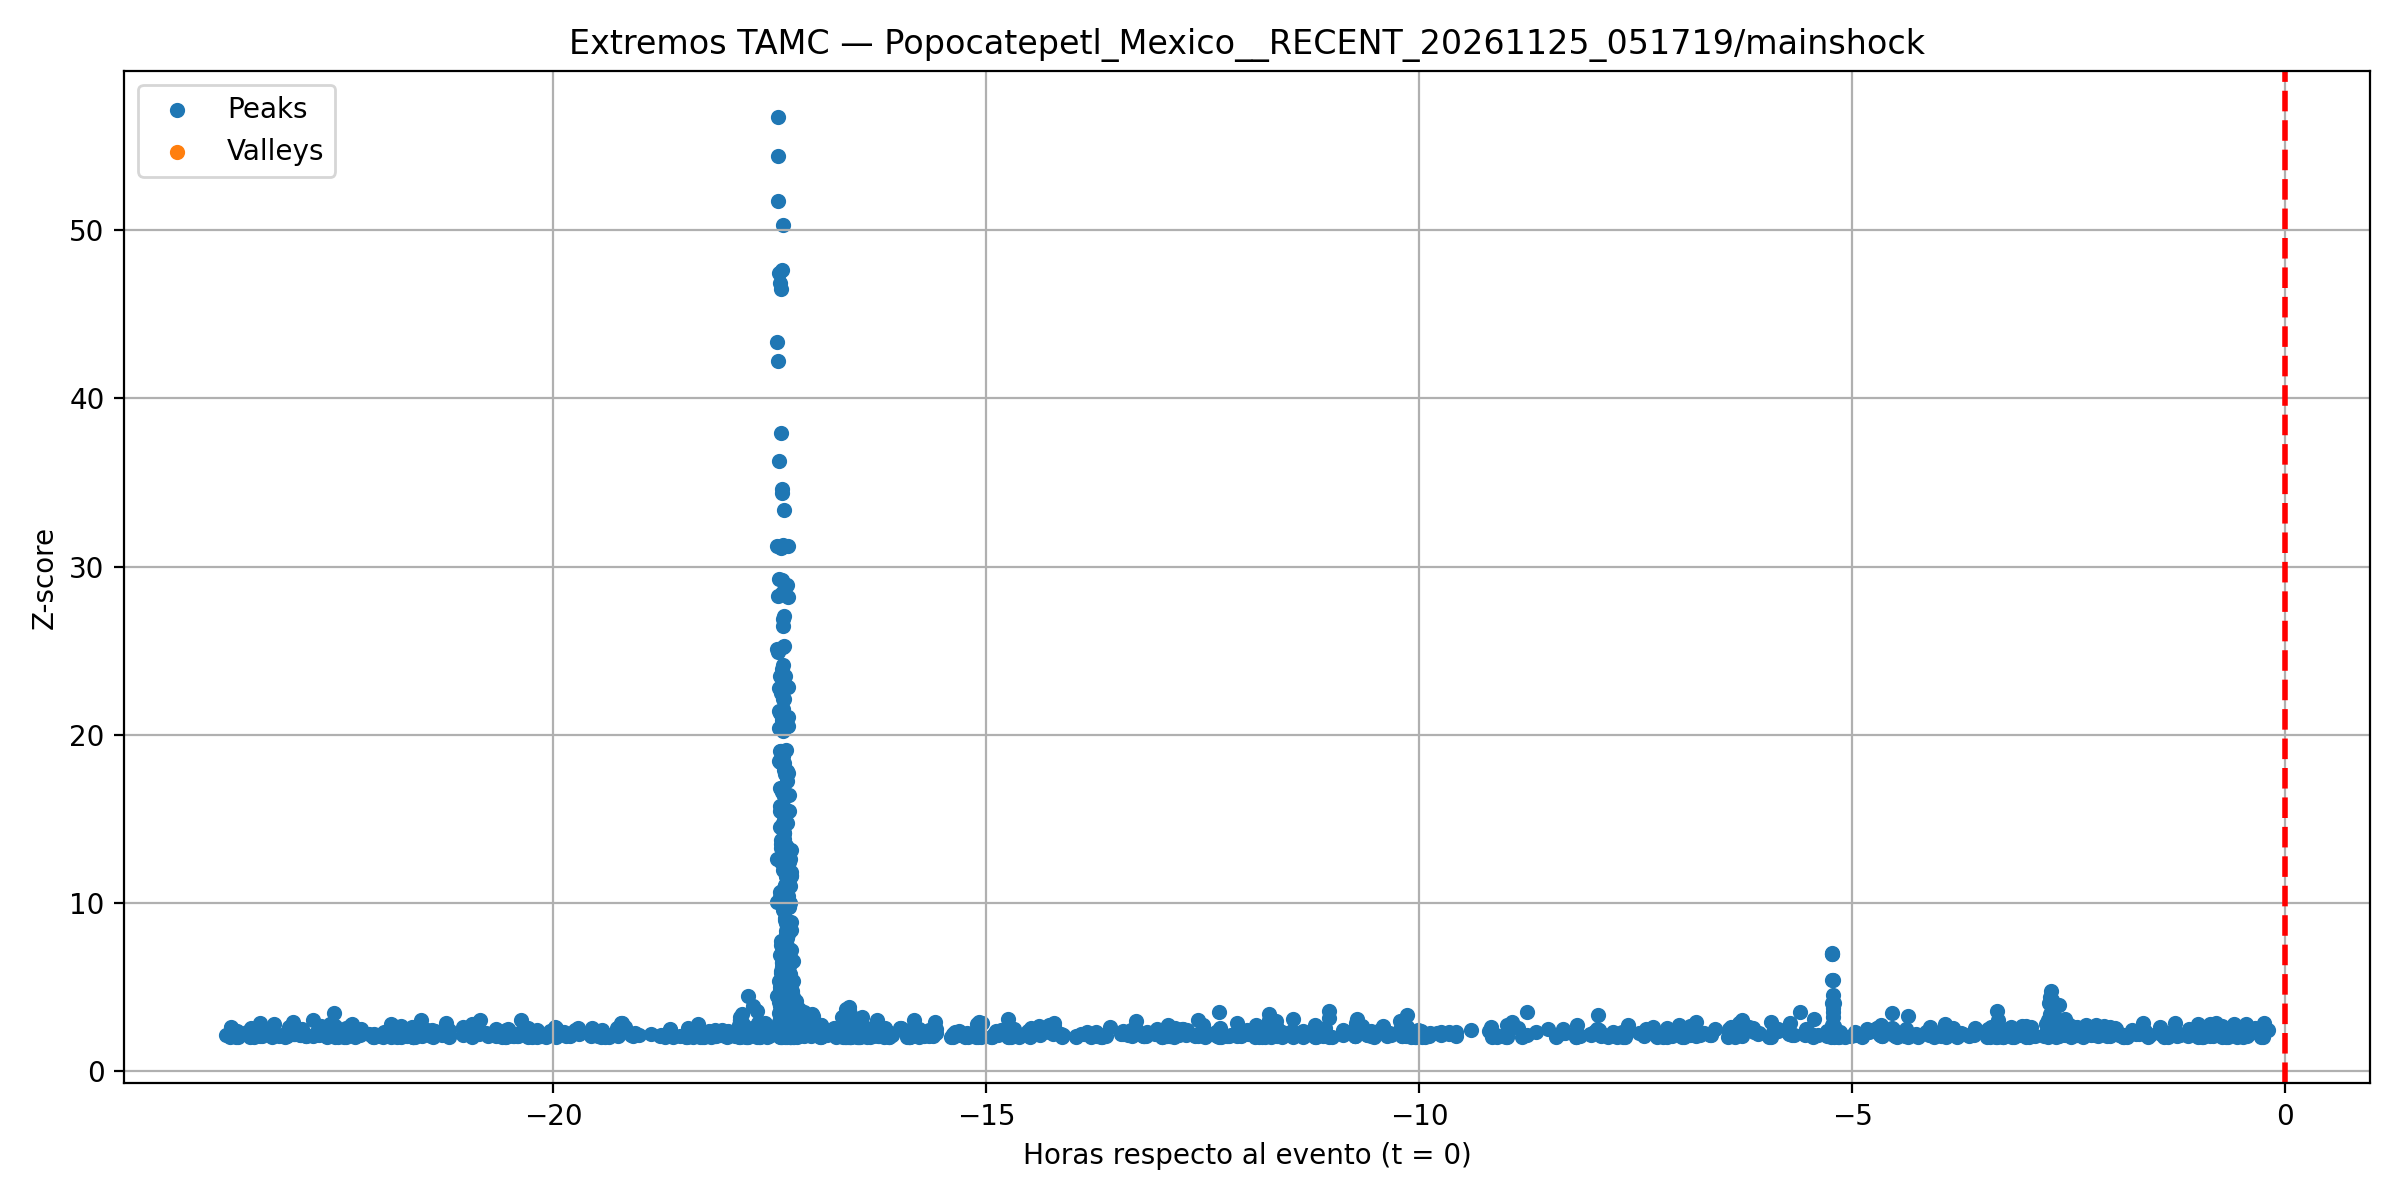 Extremos TAMC — Popocatepetl_Mexico__RECENT_20261125_051719/mainshock
Peaks
Valleys
Z-score
50
40
30
20
10
0
−20
−15
−10
−5
0
Horas respecto al evento (t = 0)